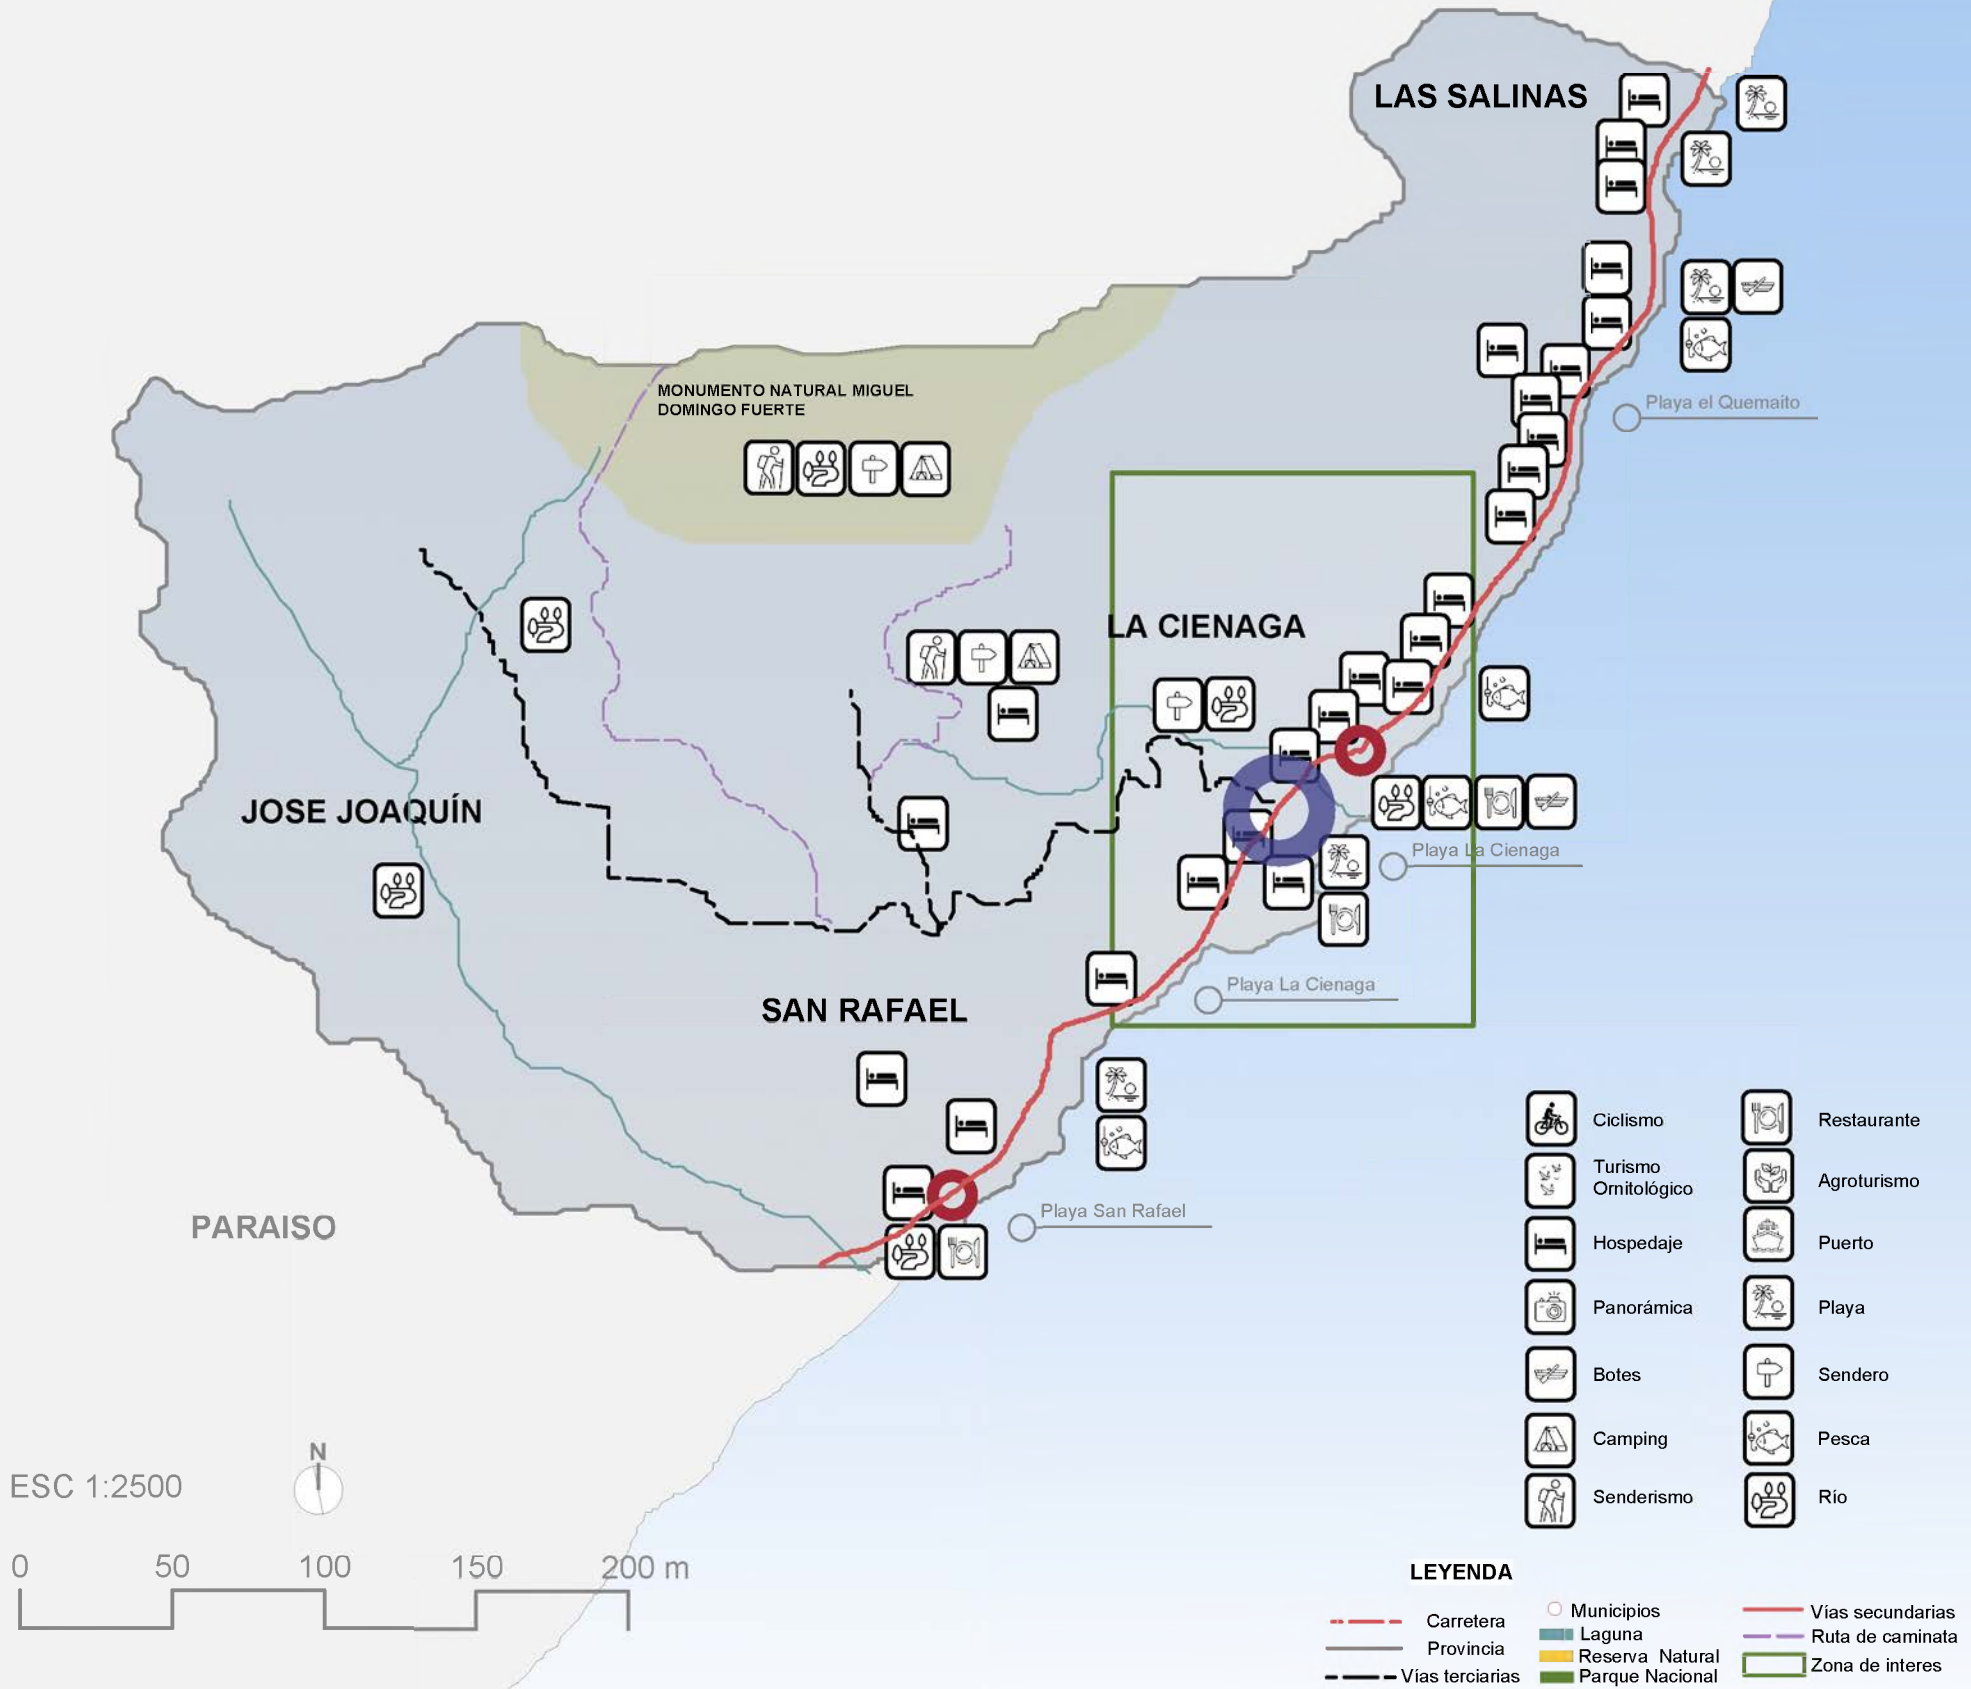 LAS SALINAS
MONUMENTO NATURAL MIGUEL
DOMINGO FUERTE
Playa el Quemaito
LA CIENAGA
JOSE JOAQUÍN
Playa La Cienaga
Playa La Cienaga
SAN RAFAEL
Playa San Rafael
PARAISO
Ciclismo
Restaurante
Turismo
Ornitológico
Agroturismo
Hospedaje
Puerto
Panorámica
Playa
Botes
Sendero
Camping
Pesca
Senderismo
Río
N
ESC 1:2500
0 50 100 150 200 m
LEYENDA
Carretera
Provincia
Vías terciarias
Municipios
Laguna
Reserva Natural
Parque Nacional
Vías secundarias
Ruta de caminata
Zona de interes